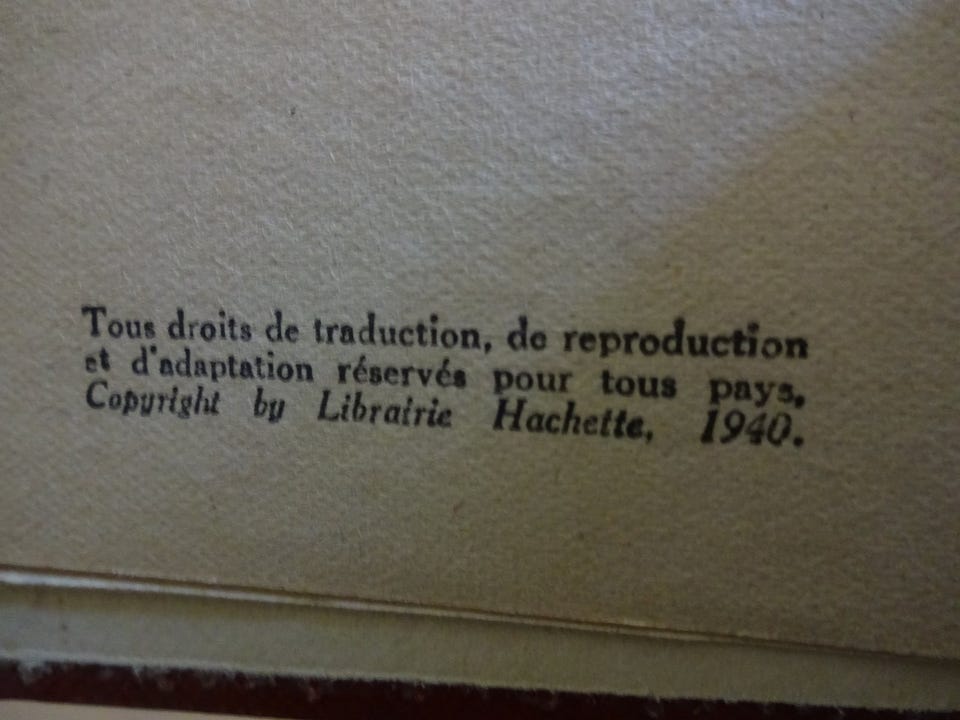 Tous droits de traduction, de reproduction
et d'adaptation réservés pour tous pays.
Copyright by Librairie Hachette, 1940.